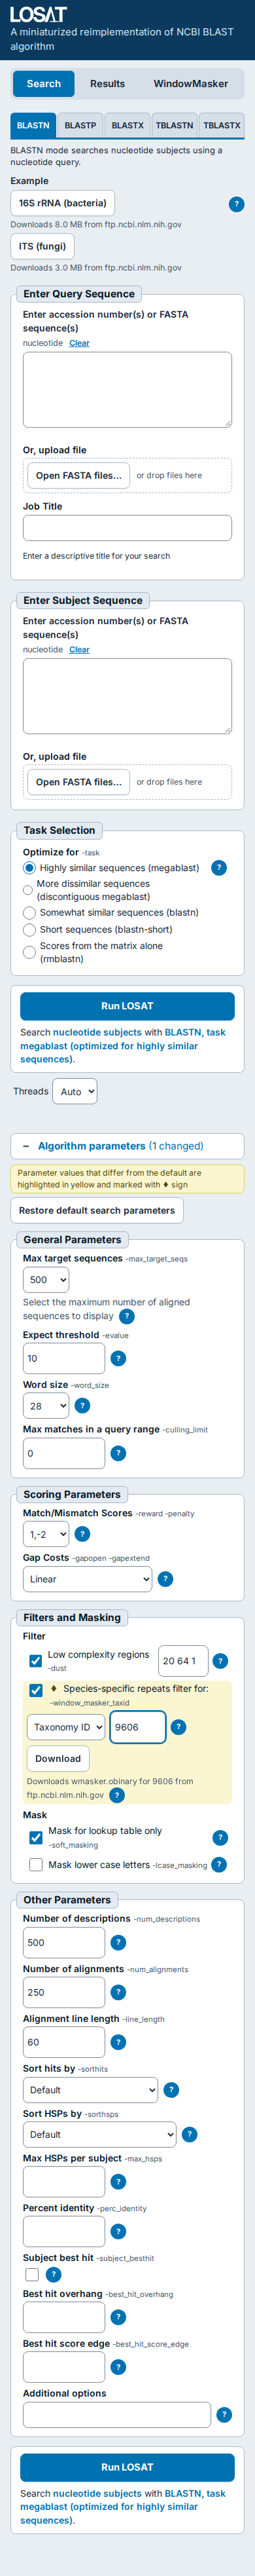 LOSAT
A miniaturized reimplementation of NCBI BLAST
algorithm
Search Results WindowMasker
BLASTN BLASTP BLASTX TBLASTN TBLASTX
BLASTN mode searches nucleotide subjects using a
nucleotide query.
Example
16S rRNA (bacteria) ?
Downloads 8.0 MB from ftp.ncbi.nlm.nih.gov
ITS (fungi)
Downloads 3.0 MB from ftp.ncbi.nlm.nih.gov
Enter Query Sequence
Enter accession number(s) or FASTA
sequence(s)
nucleotide Clear
Or, upload file
Open FASTA files... or drop files here
Job Title
Enter a descriptive title for your search
Enter Subject Sequence
Enter accession number(s) or FASTA
sequence(s)
nucleotide Clear
Or, upload file
Open FASTA files... or drop files here
Task Selection
Optimize for -task
Highly similar sequences (megablast) ?
More dissimilar sequences
(discontiguous megablast)
Somewhat similar sequences (blastn)
Short sequences (blastn-short)
Scores from the matrix alone
(rmblastn)
Run LOSAT
Search nucleotide subjects with BLASTN, task
megablast (optimized for highly similar
sequences).
Threads Auto
− Algorithm parameters (1 changed)
Parameter values that differ from the default are
highlighted in yellow and marked with ♦ sign
Restore default search parameters
General Parameters
Max target sequences -max_target_seqs
500
Select the maximum number of aligned
sequences to display ?
Expect threshold -evalue
10 ?
Word size -word_size
28 ?
Max matches in a query range -culling_limit
0 ?
Scoring Parameters
Match/Mismatch Scores -reward -penalty
1,-2 ?
Gap Costs -gapopen -gapextend
Linear ?
Filters and Masking
Filter
Low complexity regions 20 64 1 ?
-dust
♦ Species-specific repeats filter for:
-window_masker_taxid
Taxonomy ID 9606 ?
Download
Downloads wmasker.obinary for 9606 from
ftp.ncbi.nlm.nih.gov ?
Mask
Mask for lookup table only ?
-soft_masking
Mask lower case letters -lcase_masking ?
Other Parameters
Number of descriptions -num_descriptions
500 ?
Number of alignments -num_alignments
250 ?
Alignment line length -line_length
60 ?
Sort hits by -sorthits
Default ?
Sort HSPs by -sorthsps
Default ?
Max HSPs per subject -max_hsps
?
Percent identity -perc_identity
?
Subject best hit -subject_besthit
?
Best hit overhang -best_hit_overhang
?
Best hit score edge -best_hit_score_edge
?
Additional options
?
Run LOSAT
Search nucleotide subjects with BLASTN, task
megablast (optimized for highly similar
sequences).